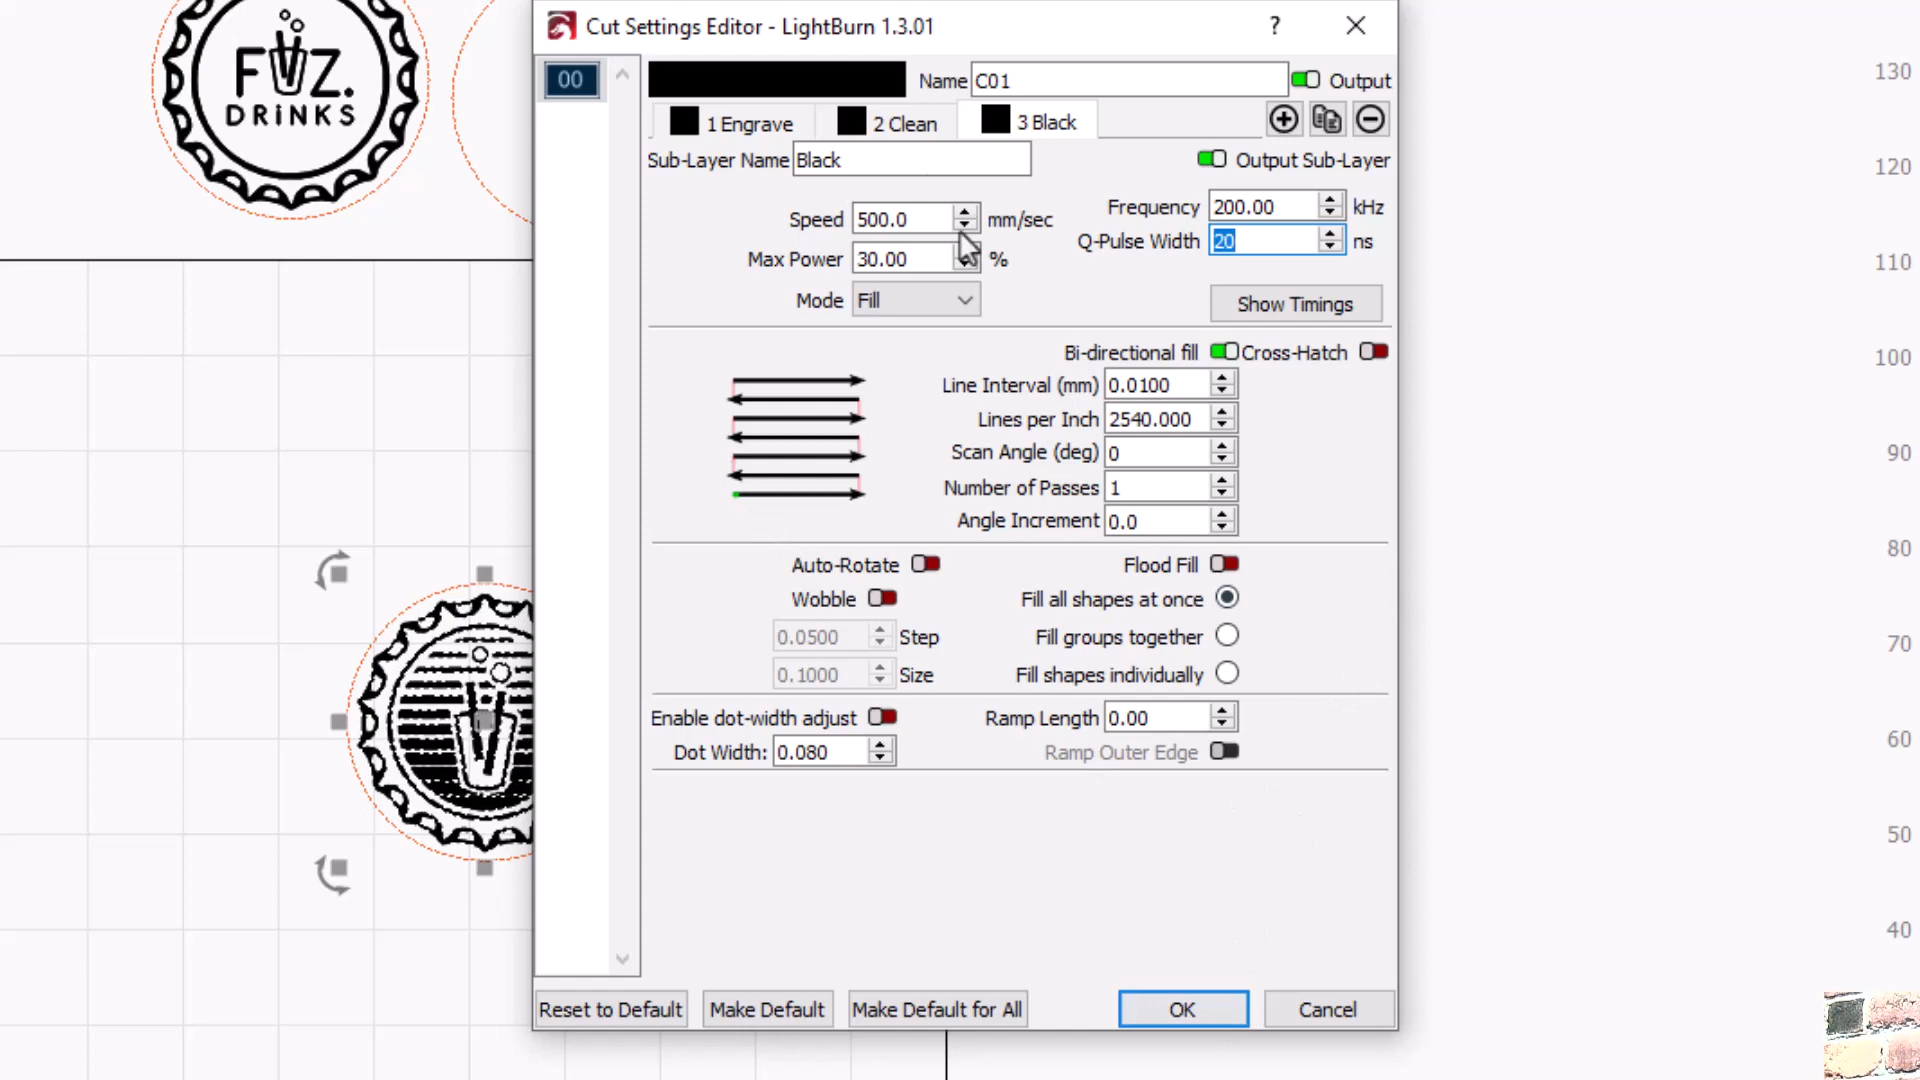 Cut Settings Editor - LightBurn 1.3.01
?
00
Name C01 Output
1 Engrave 2 Clean 3 Black
Sub-Layer Name Black Output Sub-Layer
Speed 500.0 mm/sec
Frequency 200.00 kHz
Q-Pulse Width 20 ns
Max Power 30.00 %
Mode Fill
Show Timings
Bi-directional fill Cross-Hatch
Line Interval (mm) 0.0100
Lines per Inch 2540.000
Scan Angle (deg) 0
Number of Passes 1
Angle Increment 0.0
Auto-Rotate Flood Fill
Wobble Fill all shapes at once
0.0500 Step Fill groups together
0.1000 Size Fill shapes individually
Enable dot-width adjust Ramp Length 0.00
Dot Width: 0.080 Ramp Outer Edge
Reset to Default Make Default Make Default for All OK Cancel
FUZ.
DRiNKS
130
120
110
100
90
80
70
60
50
40